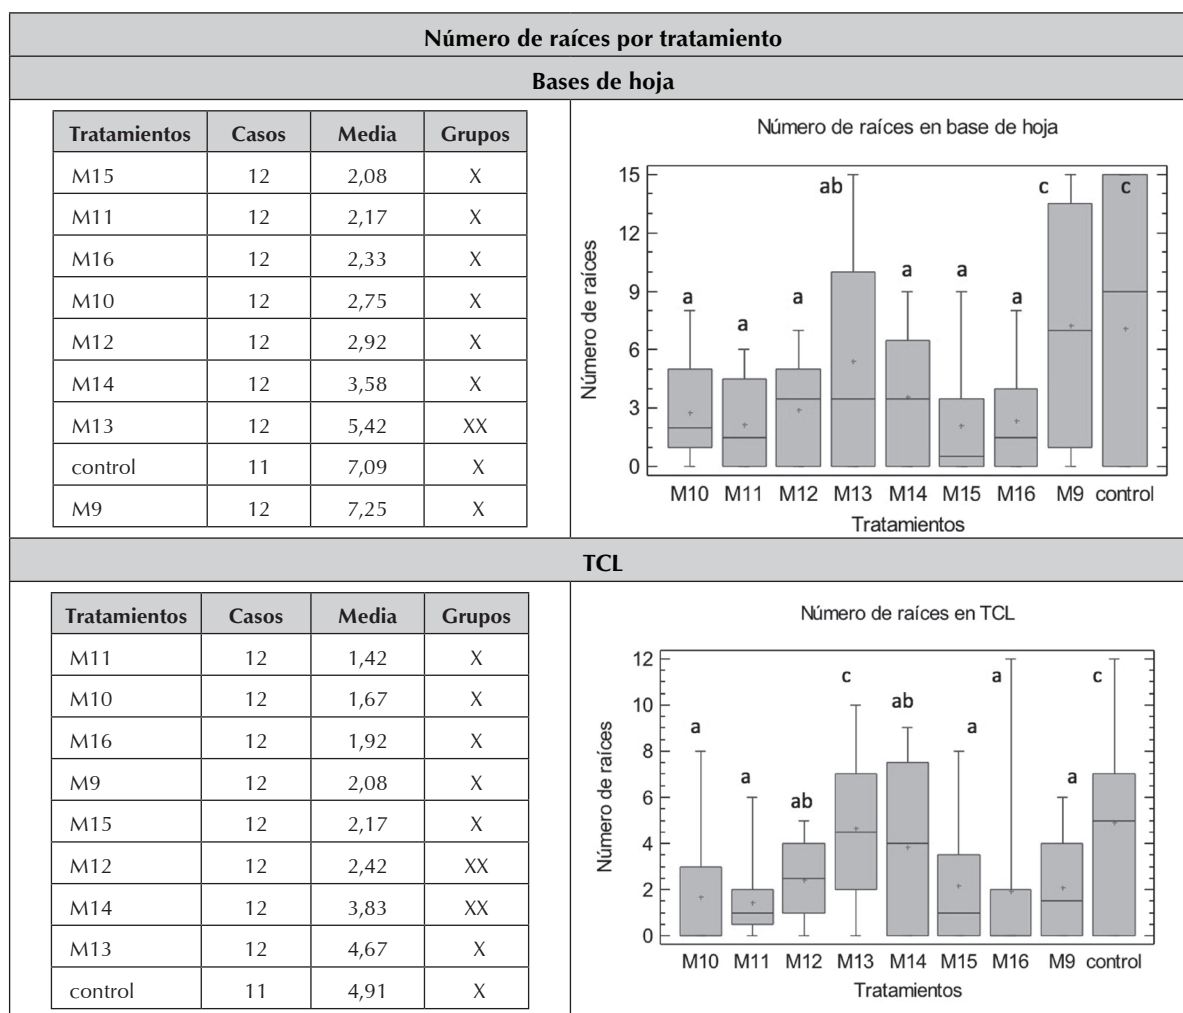 Número de raíces por tratamiento
Bases de hoja
Tratamientos Casos Media Grupos
M15 12 2,08 X
M11 12 2,17 X
M16 12 2,33 X
M10 12 2,75 X
M12 12 2,92 X
M14 12 3,58 X
M13 12 5,42 XX
control 11 7,09 X
M9 12 7,25 X
Número de raíces en base de hoja
Número de raíces
15
12
9
6
3
0
a a a ab a a a c c
M10 M11 M12 M13 M14 M15 M16 M9 control
Tratamientos
TCL
Tratamientos Casos Media Grupos
M11 12 1,42 X
M10 12 1,67 X
M16 12 1,92 X
M9 12 2,08 X
M15 12 2,17 X
M12 12 2,42 XX
M14 12 3,83 XX
M13 12 4,67 X
control 11 4,91 X
Número de raíces en TCL
Número de raíces
12
10
8
6
4
2
0
a a ab c ab a a a c
M10 M11 M12 M13 M14 M15 M16 M9 control
Tratamientos